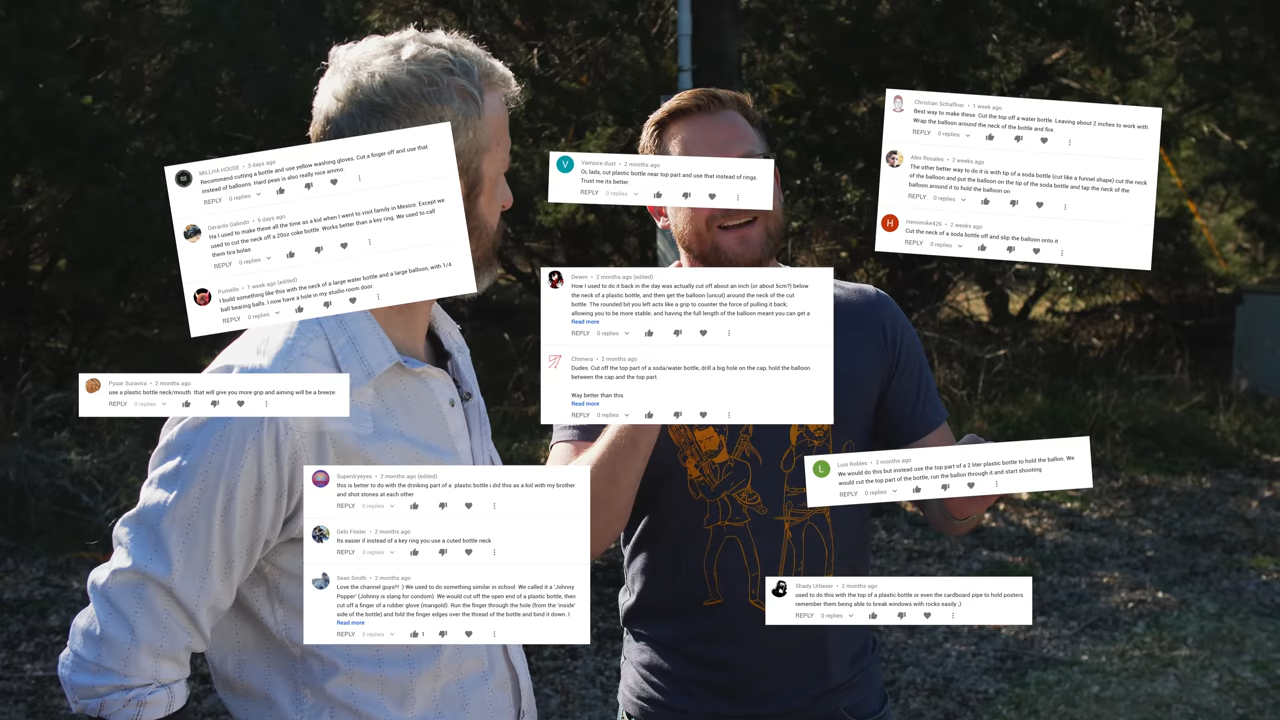 MiLLHA HOUSE • 3 days ago
Recommend cutting a bottle and use yellow washing gloves. Cut a finger off and use that
instead of balloons. Hard peas is also really nice ammo.
REPLY 0 replies
Gerardo Galindo • 5 days ago
Ha I used to make these all the time as a kid when I went to visit family in Mexico. Except we
used to cut the neck off a 20oz coke bottle. Works better than a key ring. We used to call
them tira bolas
REPLY 0 replies
Pumello • 1 week ago (edited)
I build something like this with the neck of a large water bottle and a large balloon, with 1/4
ball bearing balls. I now have a hole in my studio room door.
REPLY 0 replies
V
Vampire dust • 2 months ago
Oi, lads, cut plastic bottle near top part and use that instead of rings.
Trust me its better.
REPLY 0 replies
Christian Schaffner • 1 week ago
Best way to make these. Cut the top off a water bottle. Leaving about 2 inches to work with.
Wrap the balloon around the neck of the bottle and fire.
REPLY 0 replies
Alex Rosales • 2 weeks ago
The other better way to do it is with tip of a soda bottle (cut like a funnel shape) cut the neck
of the balloon and put the balloon on the tip of the soda bottle and tap the neck of the
balloon around it to hold the balloon on
REPLY 0 replies
H
Hemimike426 • 2 weeks ago
Cut the neck of a soda bottle off and slip the balloon onto it
REPLY 0 replies
Dewm • 2 months ago (edited)
How I used to do it back in the day was actually cut off about an inch (or about 5cm?) below
the neck of a plastic bottle, and then get the balloon (uncut) around the neck of the cut
bottle. The rounded bit you left acts like a grip to counter the force of pulling it back;
allowing you to be more stable, and having the full length of the balloon meant you can get a
Read more
REPLY 0 replies
Chimera • 2 months ago
Dudes. Cut off the top part of a soda/water bottle, drill a big hole on the cap, hold the balloon
between the cap and the top part.
Way better than this.
Read more
REPLY 0 replies
Pyaar Suravira • 2 months ago
use a plastic bottle neck/mouth. that will give you more grip and aiming will be a breeze.
REPLY 0 replies
Superdryeyes • 2 months ago (edited)
this is better to do with the drinking part of a plastic bottle i did this as a kid with my brother
and shot stones at each other
REPLY 0 replies
Gelo Foster • 2 months ago
Its easier if instead of a key ring you use a cuted bottle neck
REPLY 0 replies
Sean Smith • 2 months ago
Love the channel guys!!! :) We used to do something similar in school. We called it a 'Johnny
Popper' (Johnny is slang for condom). We would cut off the open end of a plastic bottle, then
cut off a finger of a rubber glove (marigold). Run the finger through the hole (from the 'inside'
side of the bottle) and fold the finger edges over the thread of the bottle and bind it down. I
Read more
REPLY 0 replies 1
L
Luis Robles • 2 months ago
We would do this but instead use the top part of a 2 liter plastic bottle to hold the ballon. We
would cut the top part of the bottle, run the ballon through it and start shooting
REPLY 0 replies
Shady Urbexer • 2 months ago
used to do this with the top of a plastic bottle or even the cardboard pipe to hold posters.
remember them being able to break windows with rocks easily ;)
REPLY 0 replies